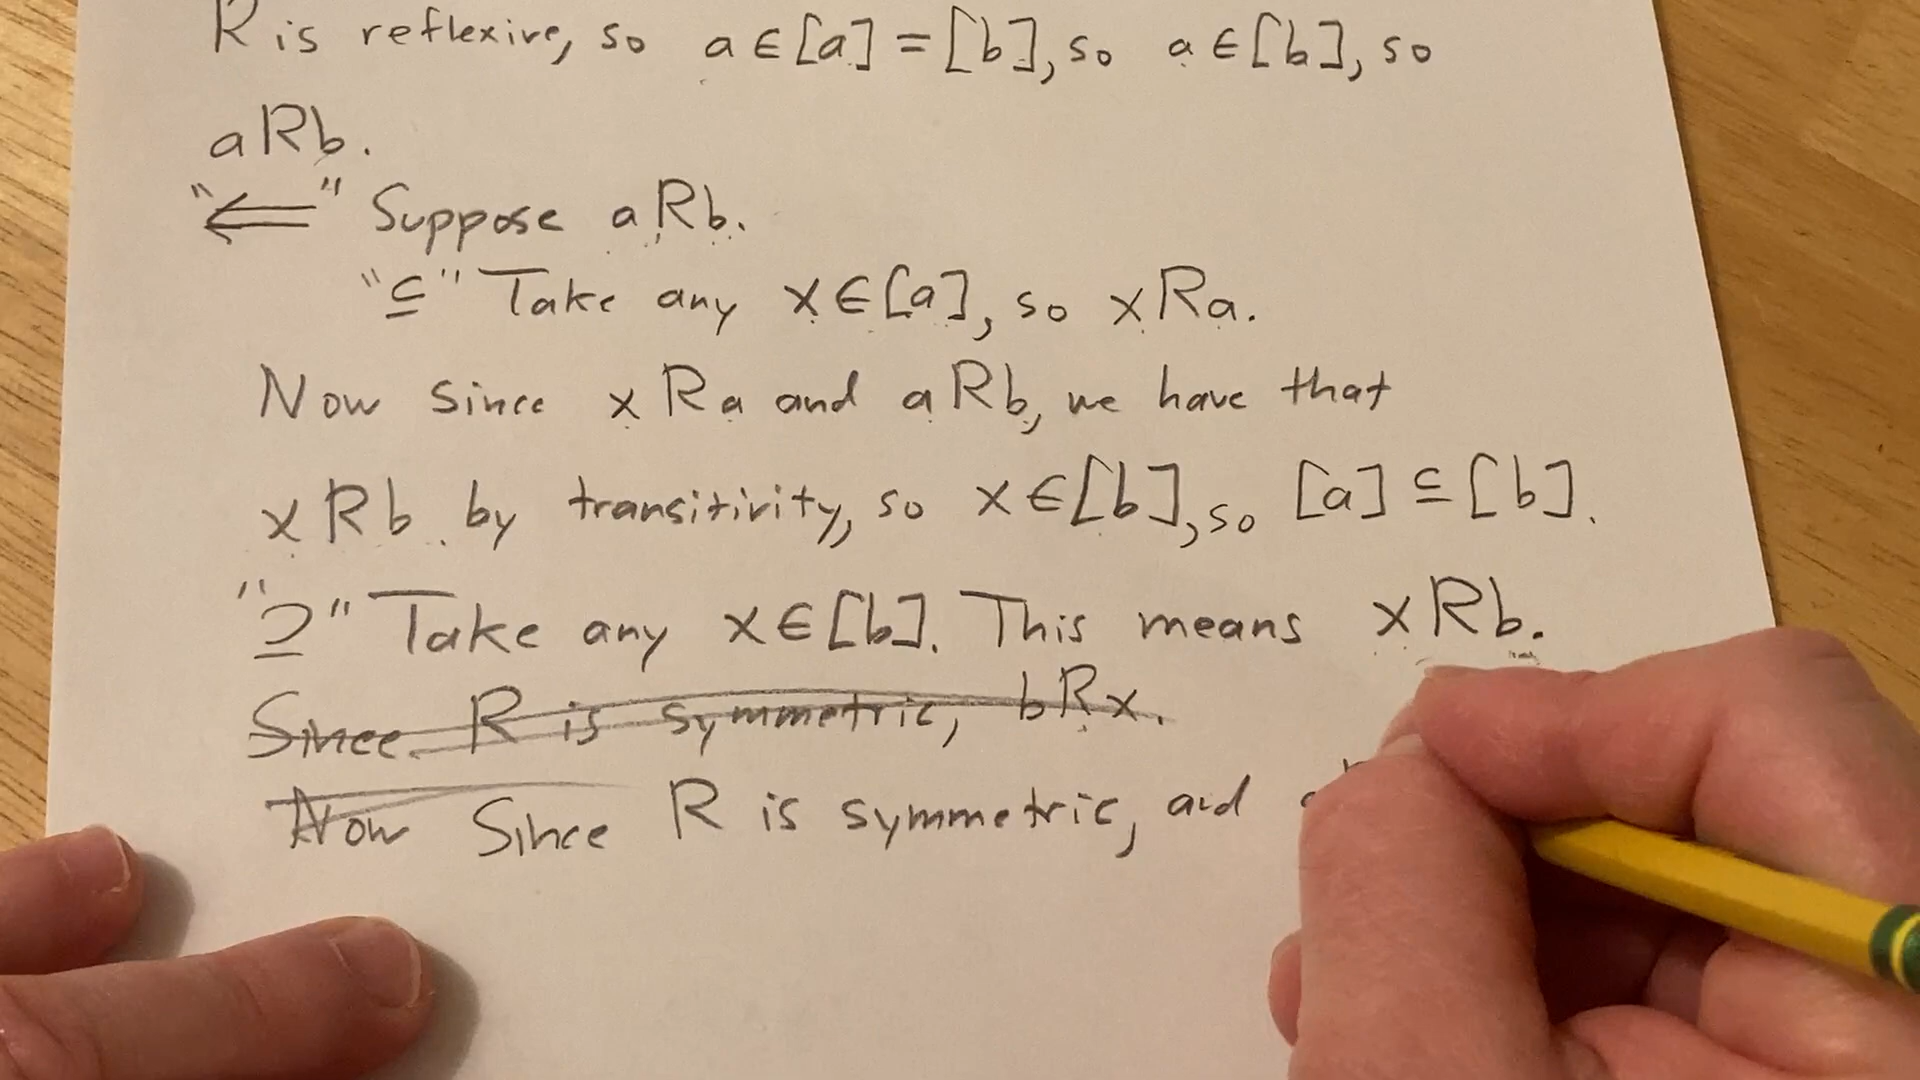 R is reflexive, so a ∈ [a] = [b], so a ∈ [b], so
aRb.
"⟸" Suppose aRb.
"⊆" Take any x ∈ [a], so xRa.
Now since xRa and aRb, we have that
xRb by transitivity, so x ∈ [b], so [a] ⊆ [b].
"⊇" Take any x ∈ [b]. This means xRb.
Since R is symmetric, bRx.
Now Since R is symmetric, and